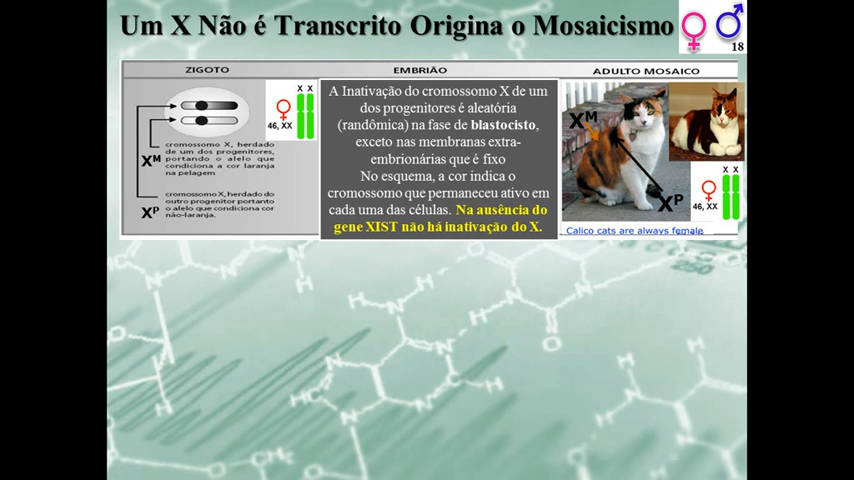 Um X Não é Transcrito Origina o Mosaicismo
18
ZIGOTO
X X
46, XX
cromossomo X, herdado
de um dos progenitores,
portando o alelo que
condiciona a cor laranja
na pelagem
X^M
cromossomo X, herdado do
outro progenitor portanto
o alelo que condiciona cor
não-laranja.
X^P
EMBRIÃO
A Inativação do cromossomo X de um
dos progenitores é aleatória
(randômica) na fase de blastocisto,
exceto nas membranas extra-
embrionárias que é fixo
No esquema, a cor indica o
cromossomo que permaneceu ativo em
cada uma das células. Na ausência do
gene XIST não há inativação do X.
ADULTO MOSAICO
X^M
X^P
X X
46, XX
Calico cats are always female
250
H
N
H
H
N
H
N
N
O
N
H
N
N
C
H
H
O
H
H
N